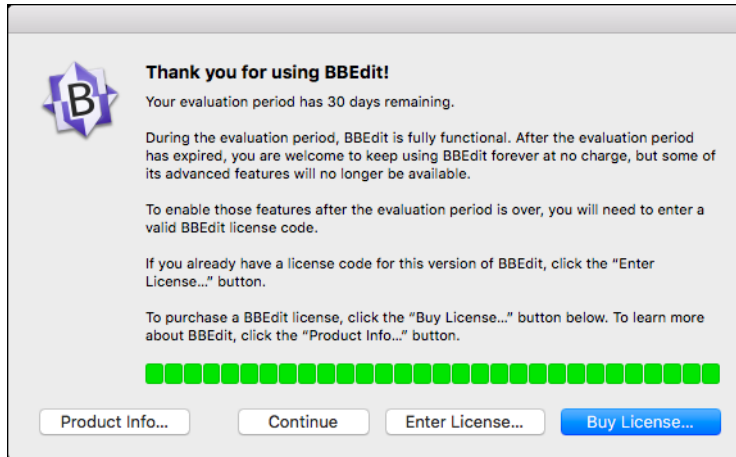 B
Thank you for using BBEdit!
Your evaluation period has 30 days remaining.
During the evaluation period, BBEdit is fully functional. After the evaluation period
has expired, you are welcome to keep using BBEdit forever at no charge, but some of
its advanced features will no longer be available.
To enable those features after the evaluation period is over, you will need to enter a
valid BBEdit license code.
If you already have a license code for this version of BBEdit, click the “Enter
License...” button.
To purchase a BBEdit license, click the “Buy License...” button below. To learn more
about BBEdit, click the “Product Info...” button.
Product Info... Continue Enter License... Buy License...